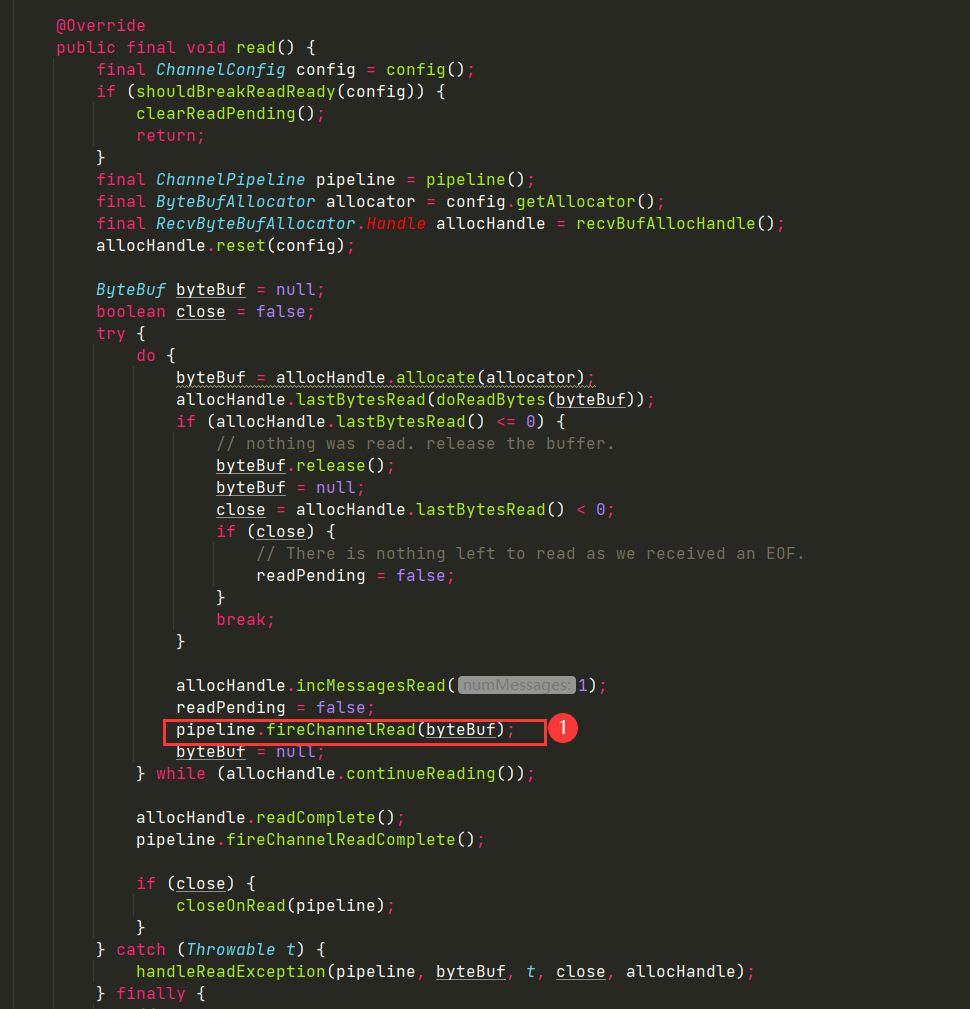 @Override
public final void read() {
    final ChannelConfig config = config();
    if (shouldBreakReadReady(config)) {
        clearReadPending();
        return;
    }
    final ChannelPipeline pipeline = pipeline();
    final ByteBufAllocator allocator = config.getAllocator();
    final RecvByteBufAllocator.Handle allocHandle = recvBufAllocHandle();
    allocHandle.reset(config);

    ByteBuf byteBuf = null;
    boolean close = false;
    try {
        do {
            byteBuf = allocHandle.allocate(allocator);
            allocHandle.lastBytesRead(doReadBytes(byteBuf));
            if (allocHandle.lastBytesRead() <= 0) {
                // nothing was read. release the buffer.
                byteBuf.release();
                byteBuf = null;
                close = allocHandle.lastBytesRead() < 0;
                if (close) {
                    // There is nothing left to read as we received an EOF.
                    readPending = false;
                }
                break;
            }

            allocHandle.incMessagesRead( numMessages: 1);
            readPending = false;
            pipeline.fireChannelRead(byteBuf); 1
            byteBuf = null;
        } while (allocHandle.continueReading());

        allocHandle.readComplete();
        pipeline.fireChannelReadComplete();

        if (close) {
            closeOnRead(pipeline);
        }
    } catch (Throwable t) {
        handleReadException(pipeline, byteBuf, t, close, allocHandle);
    } finally {